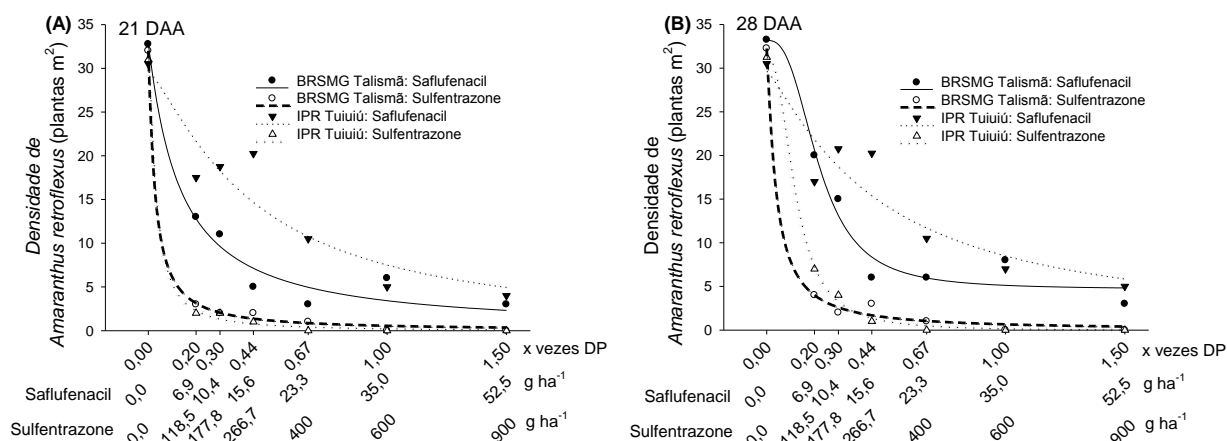 (A)
21 DAA
35
30
25
20
15
10
5
0
Densidade de
Amaranthus retroflexus (plantas m²)
BRSMG Talismã: Saflufenacil
BRSMG Talismã: Sulfentrazone
IPR Tuiuiú: Saflufenacil
IPR Tuiuiú: Sulfentrazone
0,00 0,20 0,30 0,44 0,67 1,00 1,50 x vezes DP
Saflufenacil 0,0 6,9 10,4 15,6 23,3 35,0 52,5 g ha⁻¹
Sulfentrazone 0,0 118,5 177,8 266,7 400 600 900 g ha⁻¹
(B)
28 DAA
35
30
25
20
15
10
5
0
Densidade de
Amaranthus retroflexus (plantas m²)
BRSMG Talismã: Saflufenacil
BRSMG Talismã: Sulfentrazone
IPR Tuiuiú: Saflufenacil
IPR Tuiuiú: Sulfentrazone
0,00 0,20 0,30 0,44 0,67 1,00 1,50 x vezes DP
Saflufenacil 0,0 6,9 10,4 15,6 23,3 35,0 52,5 g ha⁻¹
Sulfentrazone 0,0 118,5 177,8 266,7 400 600 900 g ha⁻¹